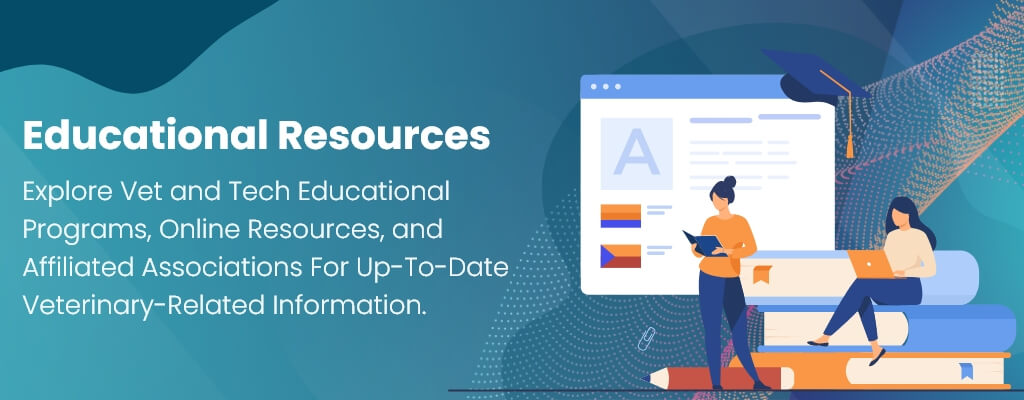 Educational Resources
Explore Vet and Tech Educational
Programs, Online Resources, and
Affiliated Associations For Up-To-Date
Veterinary-Related Information.
A